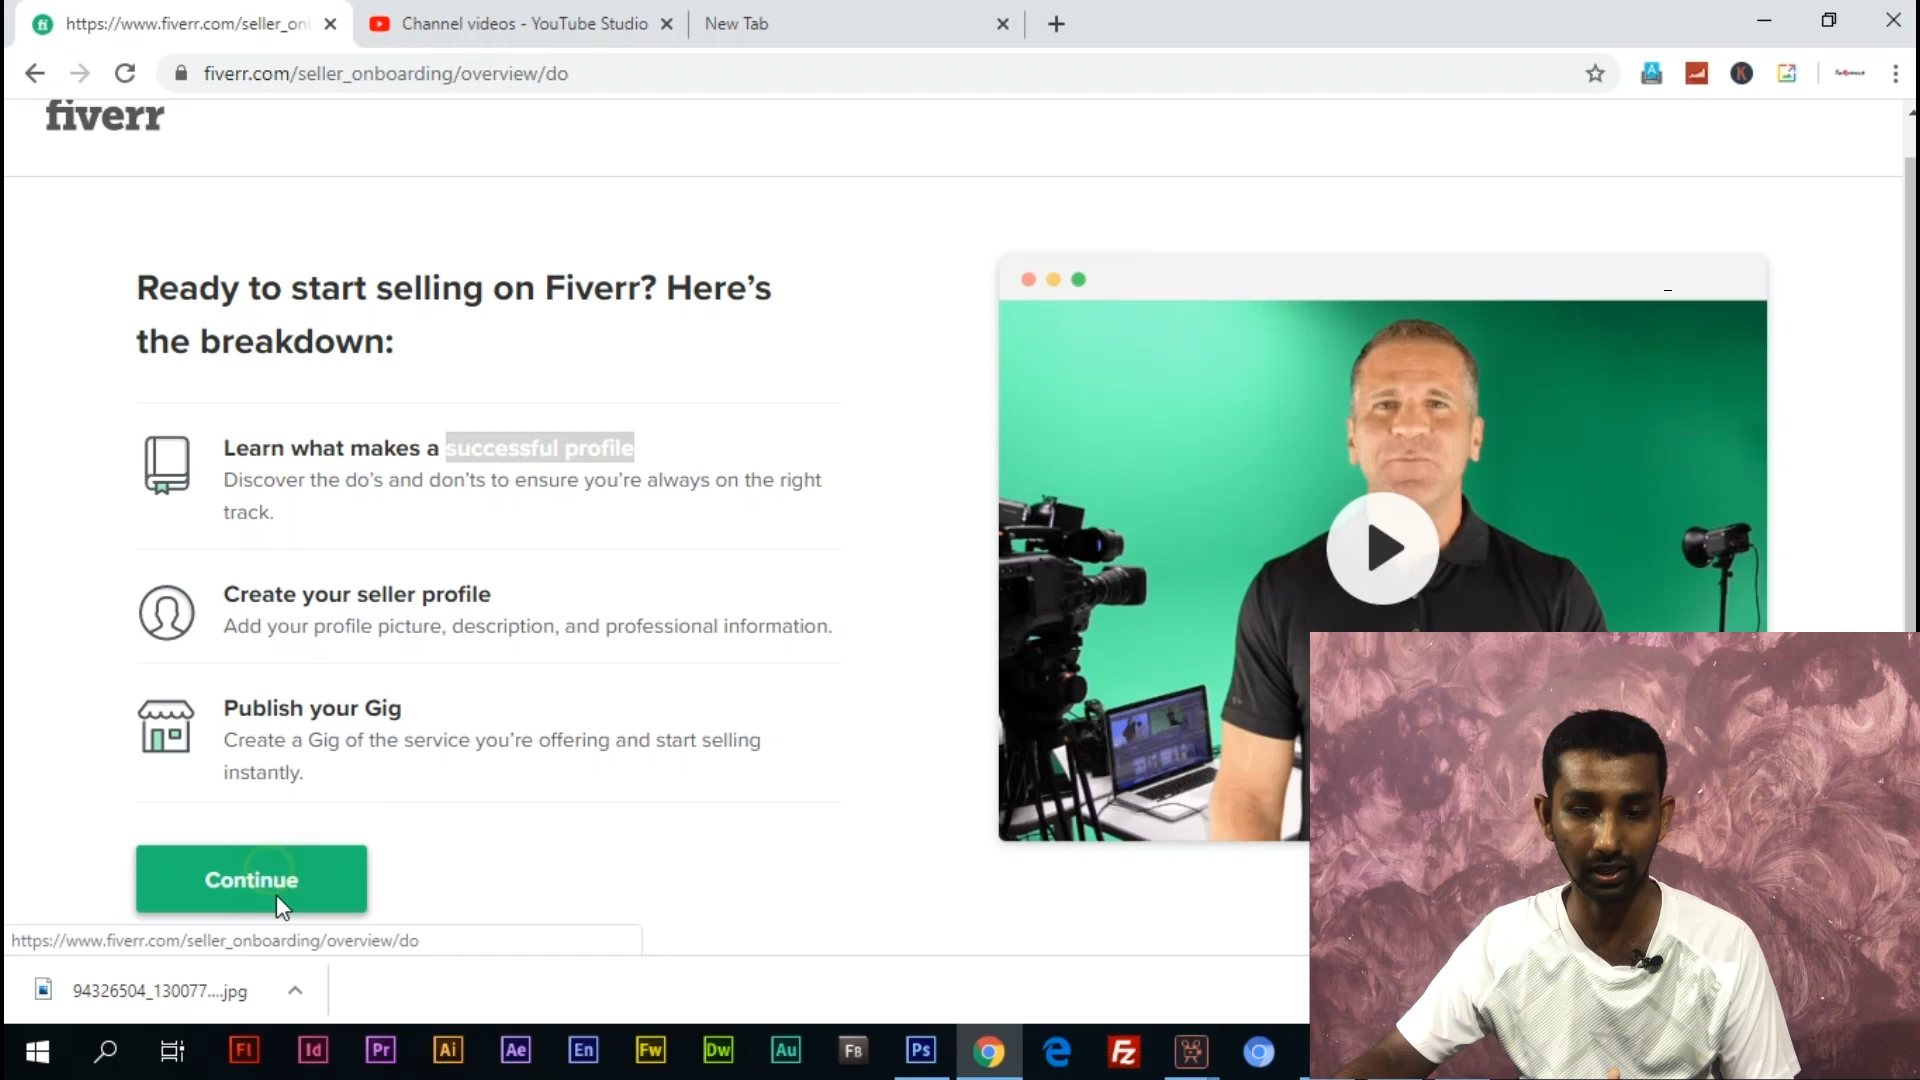 https://www.fiverr.com/seller_onl
Channel videos - YouTube Studio
New Tab
fiverr.com/seller_onboarding/overview/do
fiverr
Ready to start selling on Fiverr? Here's
the breakdown:
Learn what makes a successful profile
Discover the do's and don'ts to ensure you're always on the right
track.
Create your seller profile
Add your profile picture, description, and professional information.
Publish your Gig
Create a Gig of the service you're offering and start selling
instantly.
Continue
https://www.fiverr.com/seller_onboarding/overview/do
94326504_130077....jpg
Fl Id Pr Ai Ae En Fw Dw Au FB Ps Fz